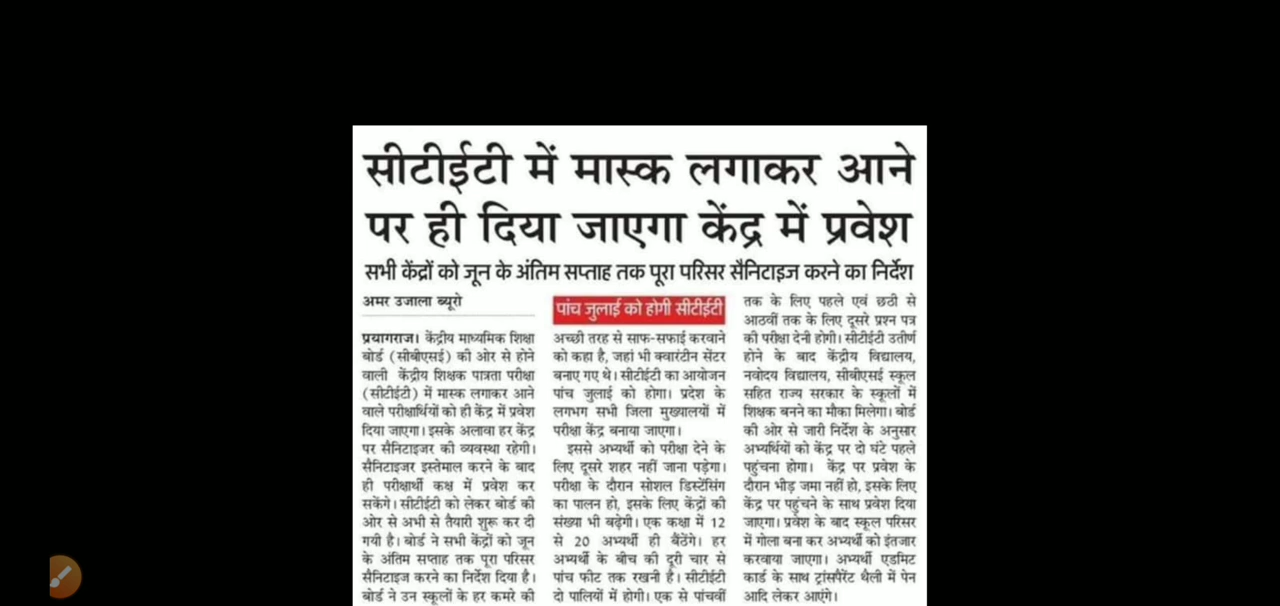 सीटीईटी में मास्क लगाकर आने
पर ही दिया जाएगा केंद्र में प्रवेश
सभी केंद्रों को जून के अंतिम सप्ताह तक पूरा परिसर सैनिटाइज करने का निर्देश
अमर उजाला ब्यूरो
प्रयागराज। केंद्रीय माध्यमिक शिक्षा
बोर्ड (सीबीएसई) की ओर से होने
वाली केंद्रीय शिक्षक पात्रता परीक्षा
(सीटीईटी) में मास्क लगाकर आने
वाले परीक्षार्थियों को ही केंद्र में प्रवेश
दिया जाएगा। इसके अलावा हर केंद्र
पर सैनिटाइजर की व्यवस्था रहेगी।
सैनिटाइजर इस्तेमाल करने के बाद
ही परीक्षार्थी कक्ष में प्रवेश कर
सकेंगे। सीटीईटी को लेकर बोर्ड की
ओर से अभी से तैयारी शुरू कर दी
गयी है। बोर्ड ने सभी केंद्रों को जून
के अंतिम सप्ताह तक पूरा परिसर
सैनिटाइज करने का निर्देश दिया है।
बोर्ड ने उन स्कूलों के हर कमरे की
पांच जुलाई को होगी सीटीईटी
अच्छी तरह से साफ-सफाई करवाने
को कहा है, जहां भी क्वारंटीन सेंटर
बनाए गए थे। सीटीईटी का आयोजन
पांच जुलाई को होगा। प्रदेश के
लगभग सभी जिला मुख्यालयों में
परीक्षा केंद्र बनाया जाएगा।
इससे अभ्यर्थी को परीक्षा देने के
लिए दूसरे शहर नहीं जाना पड़ेगा।
परीक्षा के दौरान सोशल डिस्टेंसिंग
का पालन हो, इसके लिए केंद्रों की
संख्या भी बढ़ेगी। एक कक्षा में 12
से 20 अभ्यर्थी ही बैठेंगे। हर
अभ्यर्थी के बीच की दूरी चार से
पांच फीट तक रखनी है। सीटीईटी
दो पालियों में होगी। एक से पांचवीं
तक के लिए पहले एवं छठी से
आठवीं तक के लिए दूसरे प्रश्न पत्र
की परीक्षा देनी होगी। सीटीईटी उतीर्ण
होने के बाद केंद्रीय विद्यालय,
नवोदय विद्यालय, सीबीएसई स्कूल
सहित राज्य सरकार के स्कूलों में
शिक्षक बनने का मौका मिलेगा। बोर्ड
की ओर से जारी निर्देश के अनुसार
अभ्यर्थियों को केंद्र पर दो घंटे पहले
पहुंचना होगा। केंद्र पर प्रवेश के
दौरान भीड़ जमा नहीं हो, इसके लिए
केंद्र पर पहुंचने के साथ प्रवेश दिया
जाएगा। प्रवेश के बाद स्कूल परिसर
में गोला बना कर अभ्यर्थी को इंतजार
करवाया जाएगा। अभ्यर्थी एडमिट
कार्ड के साथ ट्रांसपैरेंट थैली में पेन
आदि लेकर आएंगे।